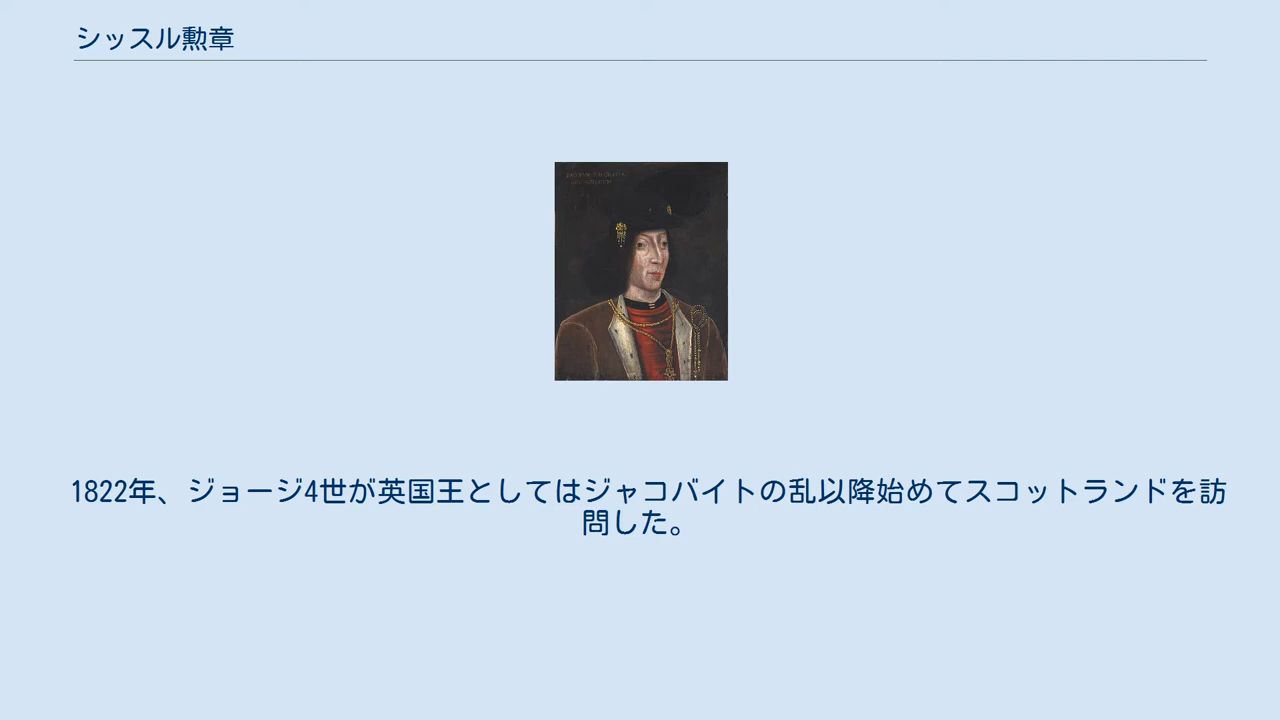 シッスル勲章
1822年、ジョージ4世が英国王としてはジャコバイトの乱以降始めてスコットランドを訪
問した。